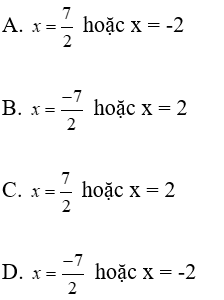 A. x = 7/2 hoặc x = -2
B. x = -7/2 hoặc x = 2
C. x = 7/2 hoặc x = 2
D. x = -7/2 hoặc x = -2